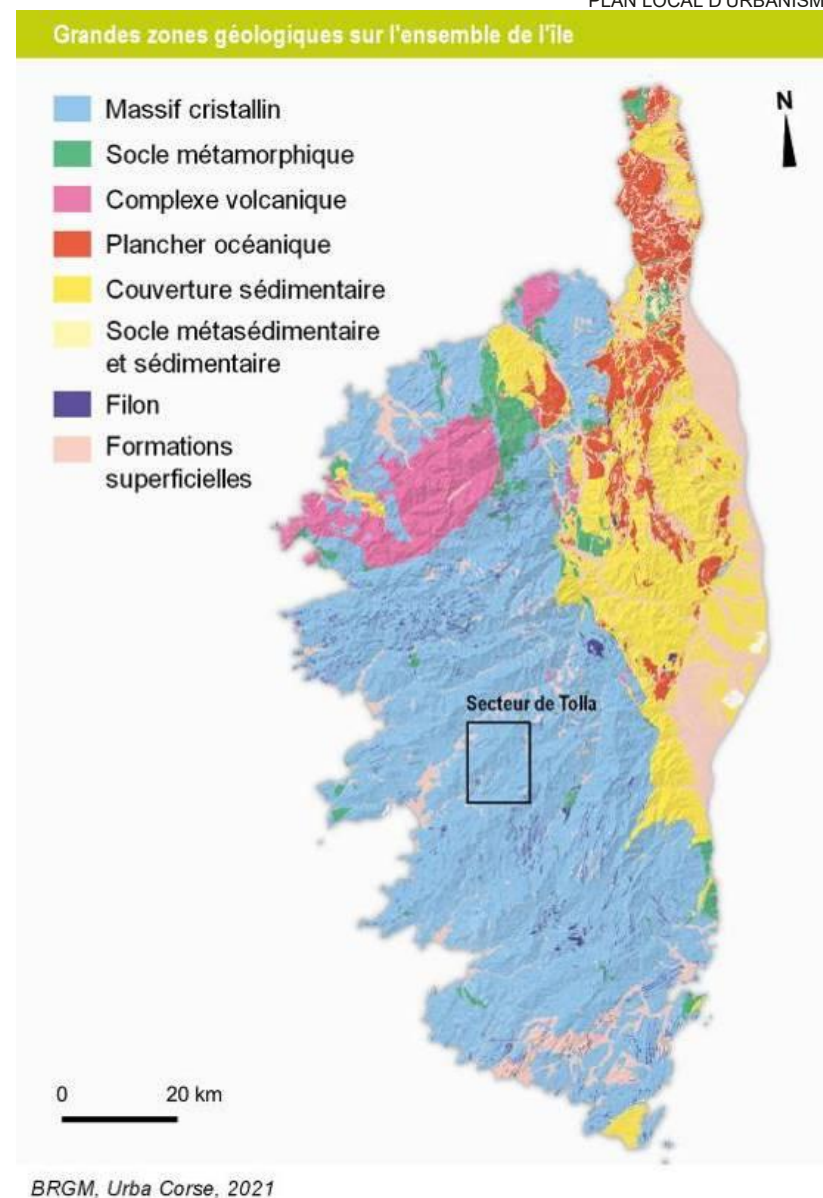 PLAN LOCAL D'URBANISM
Grandes zones géologiques sur l'ensemble de l'île
Massif cristallin
Socle métamorphique
Complexe volcanique
Plancher océanique
Couverture sédimentaire
Socle métasédimentaire
et sédimentaire
Filon
Formations
superficielles
N
Secteur de Tolla
0 20 km
BRGM, Urba Corse, 2021